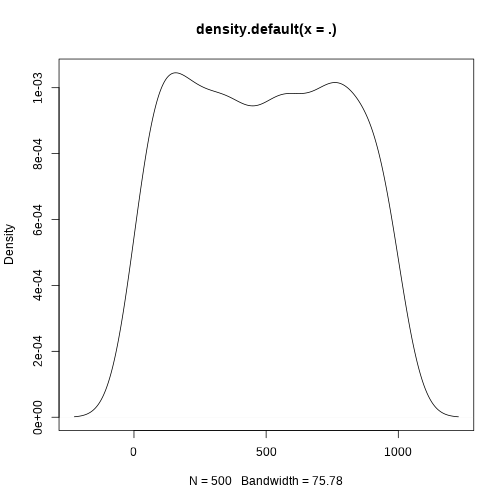 density.default(x = .)
Density
0e+00
2e-04
4e-04
6e-04
8e-04
1e-03
0
500
1000
N = 500   Bandwidth = 75.78